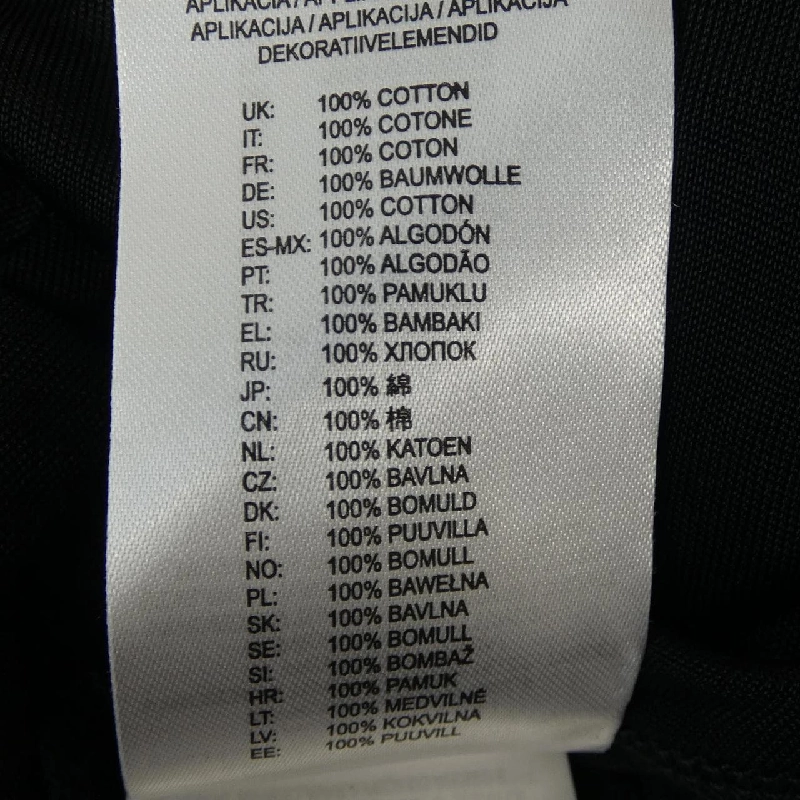 APLIKACIJA / APLIKACIJA / APLIKACIJA
DEKORATIIVELEMENDID
UK: 100% COTTON
IT: 100% COTONE
FR: 100% COTON
DE: 100% BAUMWOLLE
US: 100% COTTON
ES-MX: 100% ALGODÓN
PT: 100% ALGODÃO
TR: 100% PAMUKLU
EL: 100% BAMBAKI
RU: 100% ХЛОПОК
JP: 100% 綿
CN: 100% 棉
NL: 100% KATOEN
CZ: 100% BAVLNA
DK: 100% BOMULD
FI: 100% PUUVILLA
NO: 100% BOMULL
PL: 100% BAWEŁNA
SK: 100% BAVLNA
SE: 100% BOMULL
SI: 100% BOMBAŽ
HR: 100% PAMUK
LT: 100% MEDVILNĖ
LV: 100% KOKVILNA
EE: 100% PUUVILL